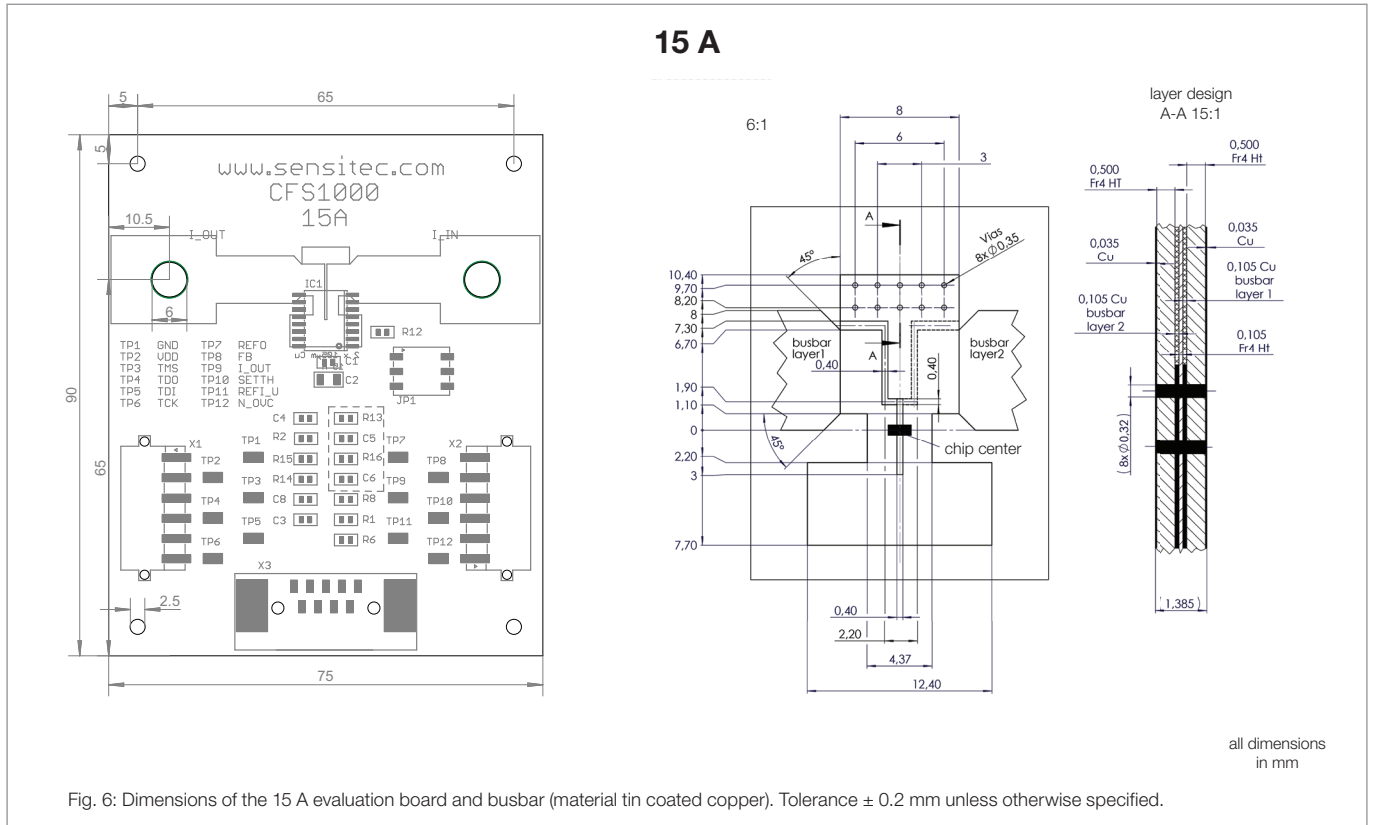 15 A
5
65
5
www.sensitec.com
CFS1000
15A
10.5
I_OUT
I_IN
IC1
6
R12
C1
C2
JP1
TP1 GND TP7 REFO
TP2 VDD TP8 FB
TP3 TMS TP9 I_OUT
TP4 TDO TP10 SETTH
TP5 TDI TP11 REFI_U
TP6 TCK TP12 N_OVC
90
65
C4 R13
R2 TP1 C5 TP7
X1 X2
R15 TP2 R16 TP8
R14 TP3 C6 TP9
TP4 C8 R8 TP10
TP5 C3 R1 TP11
TP6 R6 TP12
X3
2.5
75
6:1
8
6
3
A
Vias
8xØ0,35
45°
10,40
9,70
8,20
8
7,30
6,70
busbar
layer1
A
busbar
layer2
0,40
0,40
1,90
1,10
0
45°
chip center
2,20
3
7,70
0,40
2,20
4,37
12,40
layer design
A-A 15:1
0,500
Fr4 Ht
0,500
Fr4 HT
0,035
Cu
0,035
Cu
0,105 Cu
busbar
layer 1
0,105 Cu
busbar
layer 2
0,105
Fr4 Ht
(8xØ0,32)
(1,385)
all dimensions
in mm
Fig. 6: Dimensions of the 15 A evaluation board and busbar (material tin coated copper). Tolerance ± 0.2 mm unless otherwise specified.